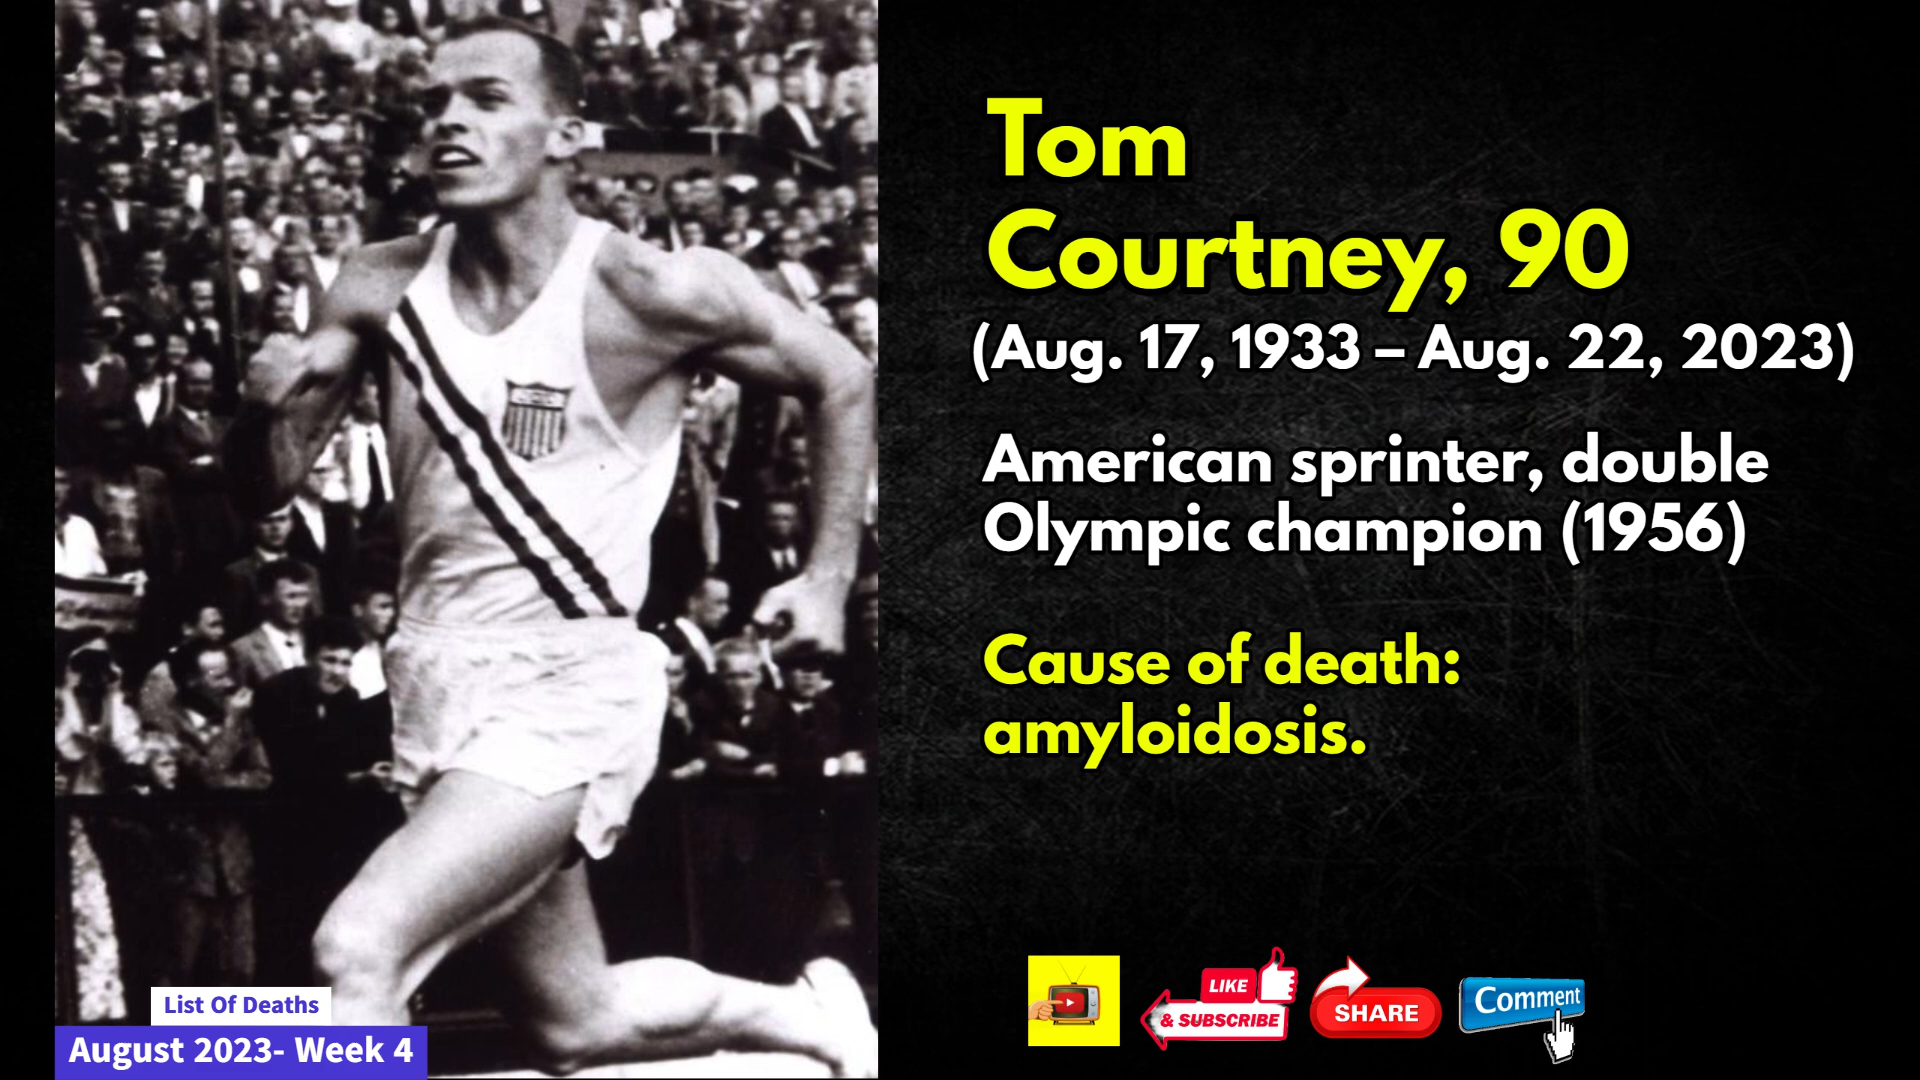 Tom
Courtney, 90
(Aug. 17, 1933 – Aug. 22, 2023)
American sprinter, double
Olympic champion (1956)
Cause of death:
amyloidosis.
List Of Deaths
August 2023- Week 4
LIKE
& SUBSCRIBE
SHARE
Comment